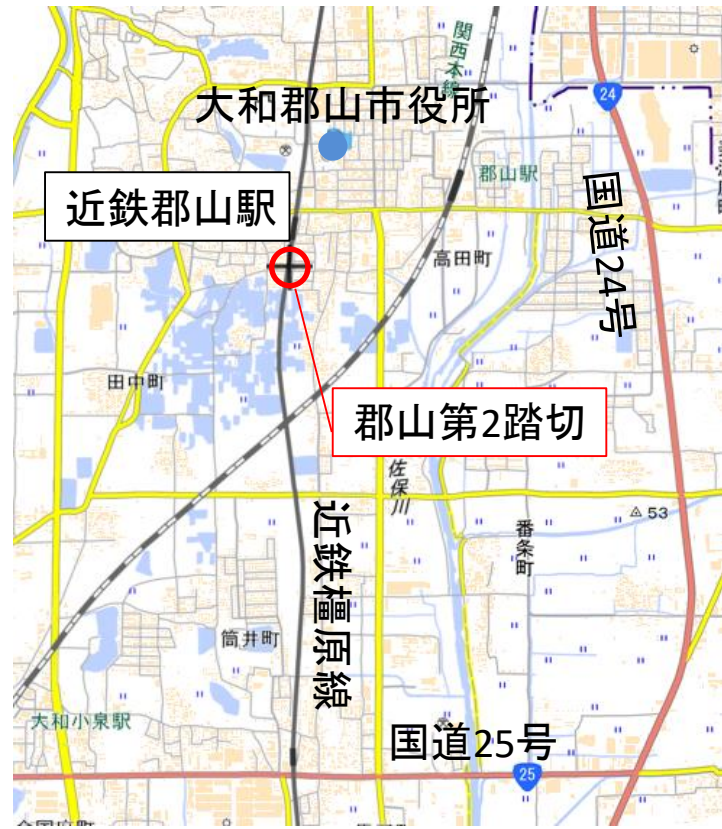 関西本線
24
大和郡山市役所
郡山駅
近鉄郡山駅
国道24号
高田町
田中町
郡山第2踏切
佐保川
53
番条町
近鉄橿原線
筒井町
大和小泉駅
国道25号
25